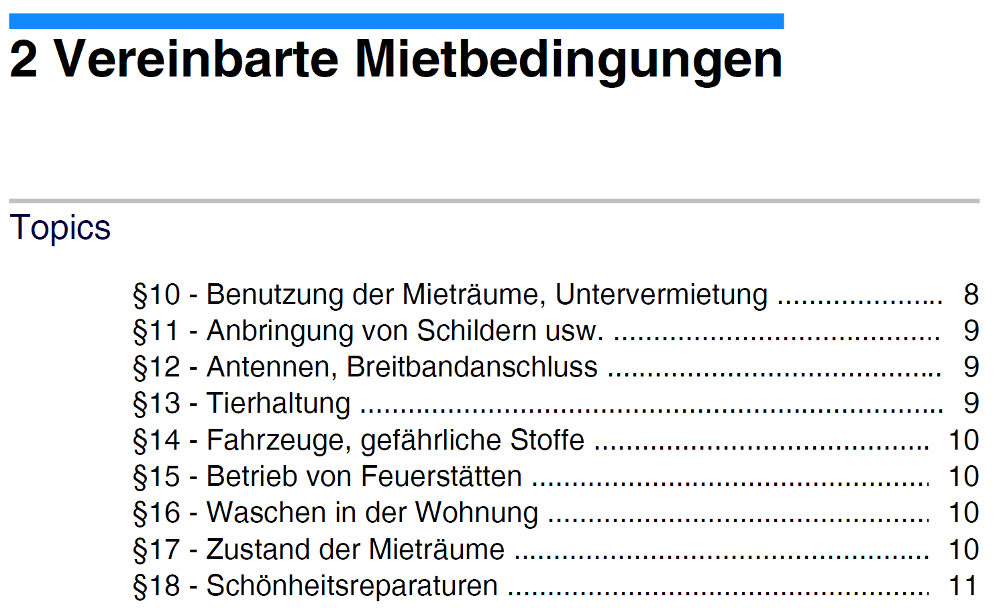 2 Vereinbarte Mietbedingungen
Topics
§10 - Benutzung der Mieträume, Untervermietung ..................... 8
§11 - Anbringung von Schildern usw. ......................................... 9
§12 - Antennen, Breitbandanschluss .......................................... 9
§13 - Tierhaltung ......................................................................... 9
§14 - Fahrzeuge, gefährliche Stoffe .......................................... 10
§15 - Betrieb von Feuerstätten .................................................. 10
§16 - Waschen in der Wohnung ................................................ 10
§17 - Zustand der Mieträume .................................................... 10
§18 - Schönheitsreparaturen ..................................................... 11